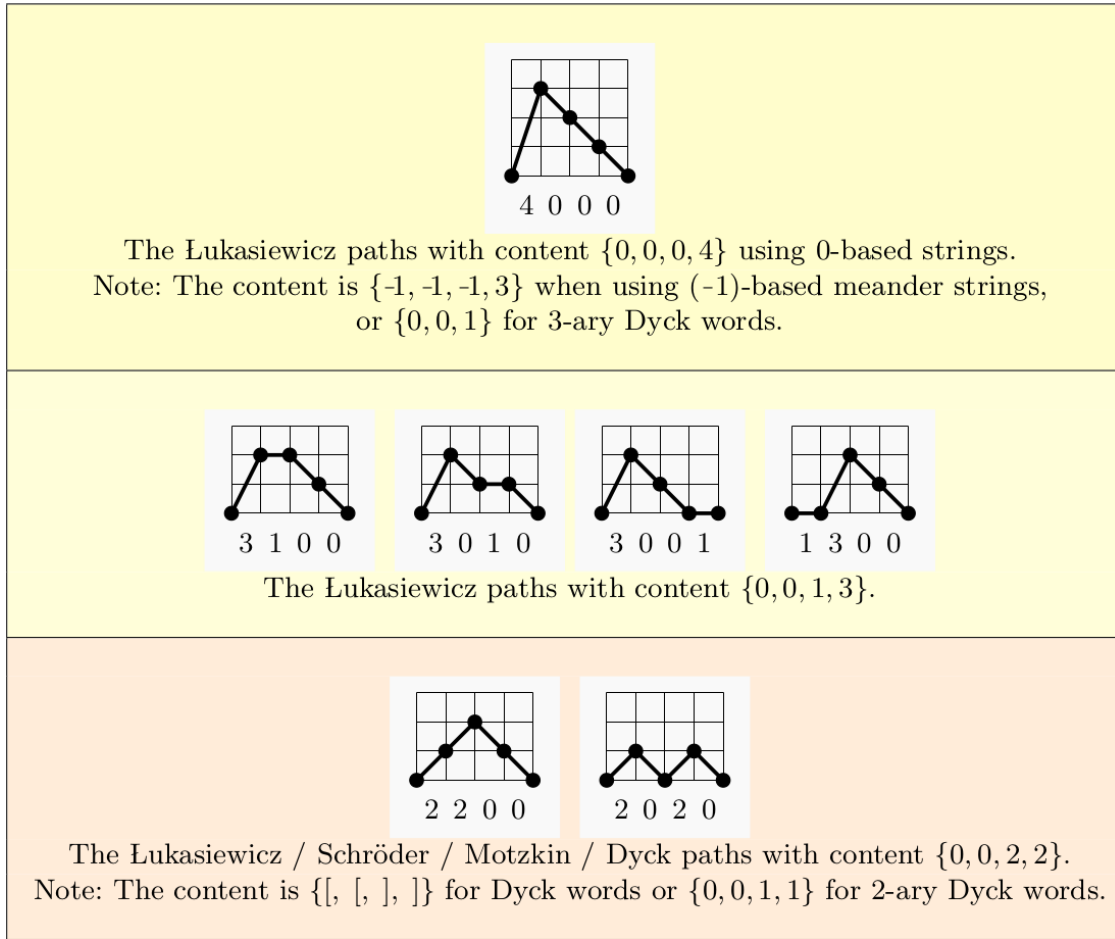 4 0 0 0
The Łukasiewicz paths with content {0, 0, 0, 4} using 0-based strings.
Note: The content is {-1, -1, -1, 3} when using (-1)-based meander strings,
or {0, 0, 1} for 3-ary Dyck words.
3 1 0 0 3 0 1 0 3 0 0 1 1 3 0 0
The Łukasiewicz paths with content {0, 0, 1, 3}.
2 2 0 0 2 0 2 0
The Łukasiewicz / Schröder / Motzkin / Dyck paths with content {0, 0, 2, 2}.
Note: The content is {[, [, ], ]} for Dyck words or {0, 0, 1, 1} for 2-ary Dyck words.